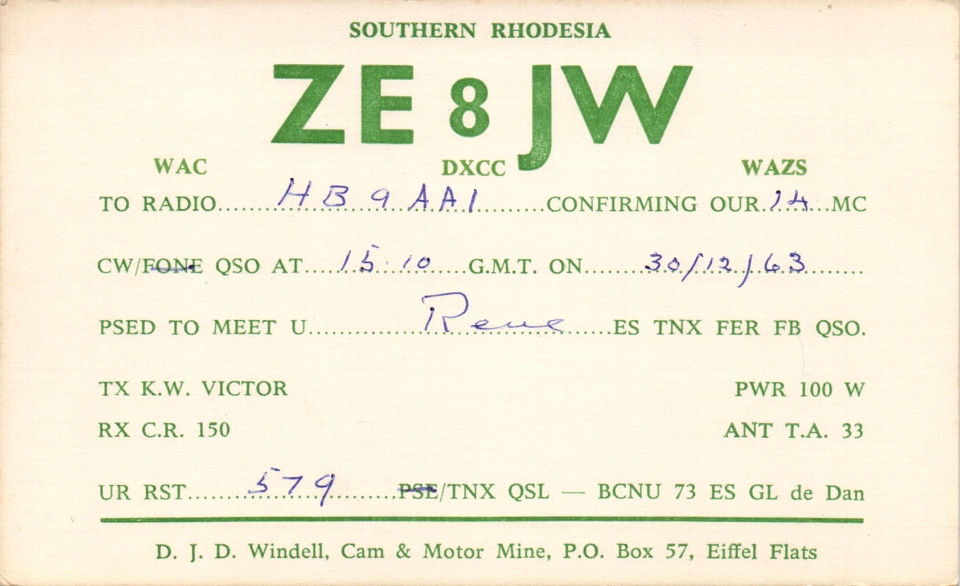 SOUTHERN RHODESIA
ZE 8 JW
WAC DXCC WAZS
TO RADIO HB9AAI CONFIRMING OUR 14 MC
CW/FONE QSO AT 15.10 G.M.T. ON 30/12/63
PSED TO MEET U Rene ES TNX FER FB QSO.
TX K.W. VICTOR PWR 100 W
RX C.R. 150 ANT T.A. 33
UR RST 579 PSE/TNX QSL — BCNU 73 ES GL de Dan
D. J. D. Windell, Cam & Motor Mine, P.O. Box 57, Eiffel Flats